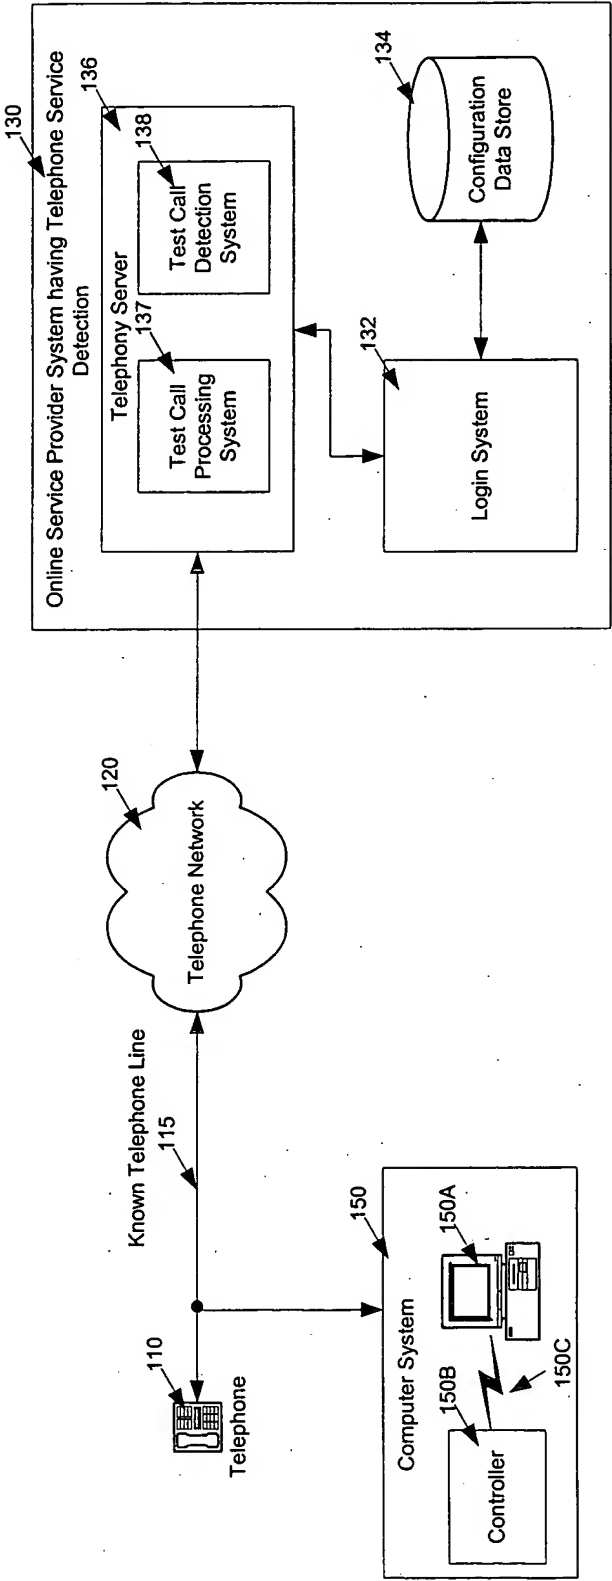 130
Online Service Provider System having Telephone Service
Detection
136
Telephony Server
137
Test Call
Processing
System
138
Test Call
Detection
System
132
Login System
134
Configuration
Data Store
120
Telephone Network
Known Telephone Line
115
110
Telephone
150
Computer System
150A
150B
150C
Controller